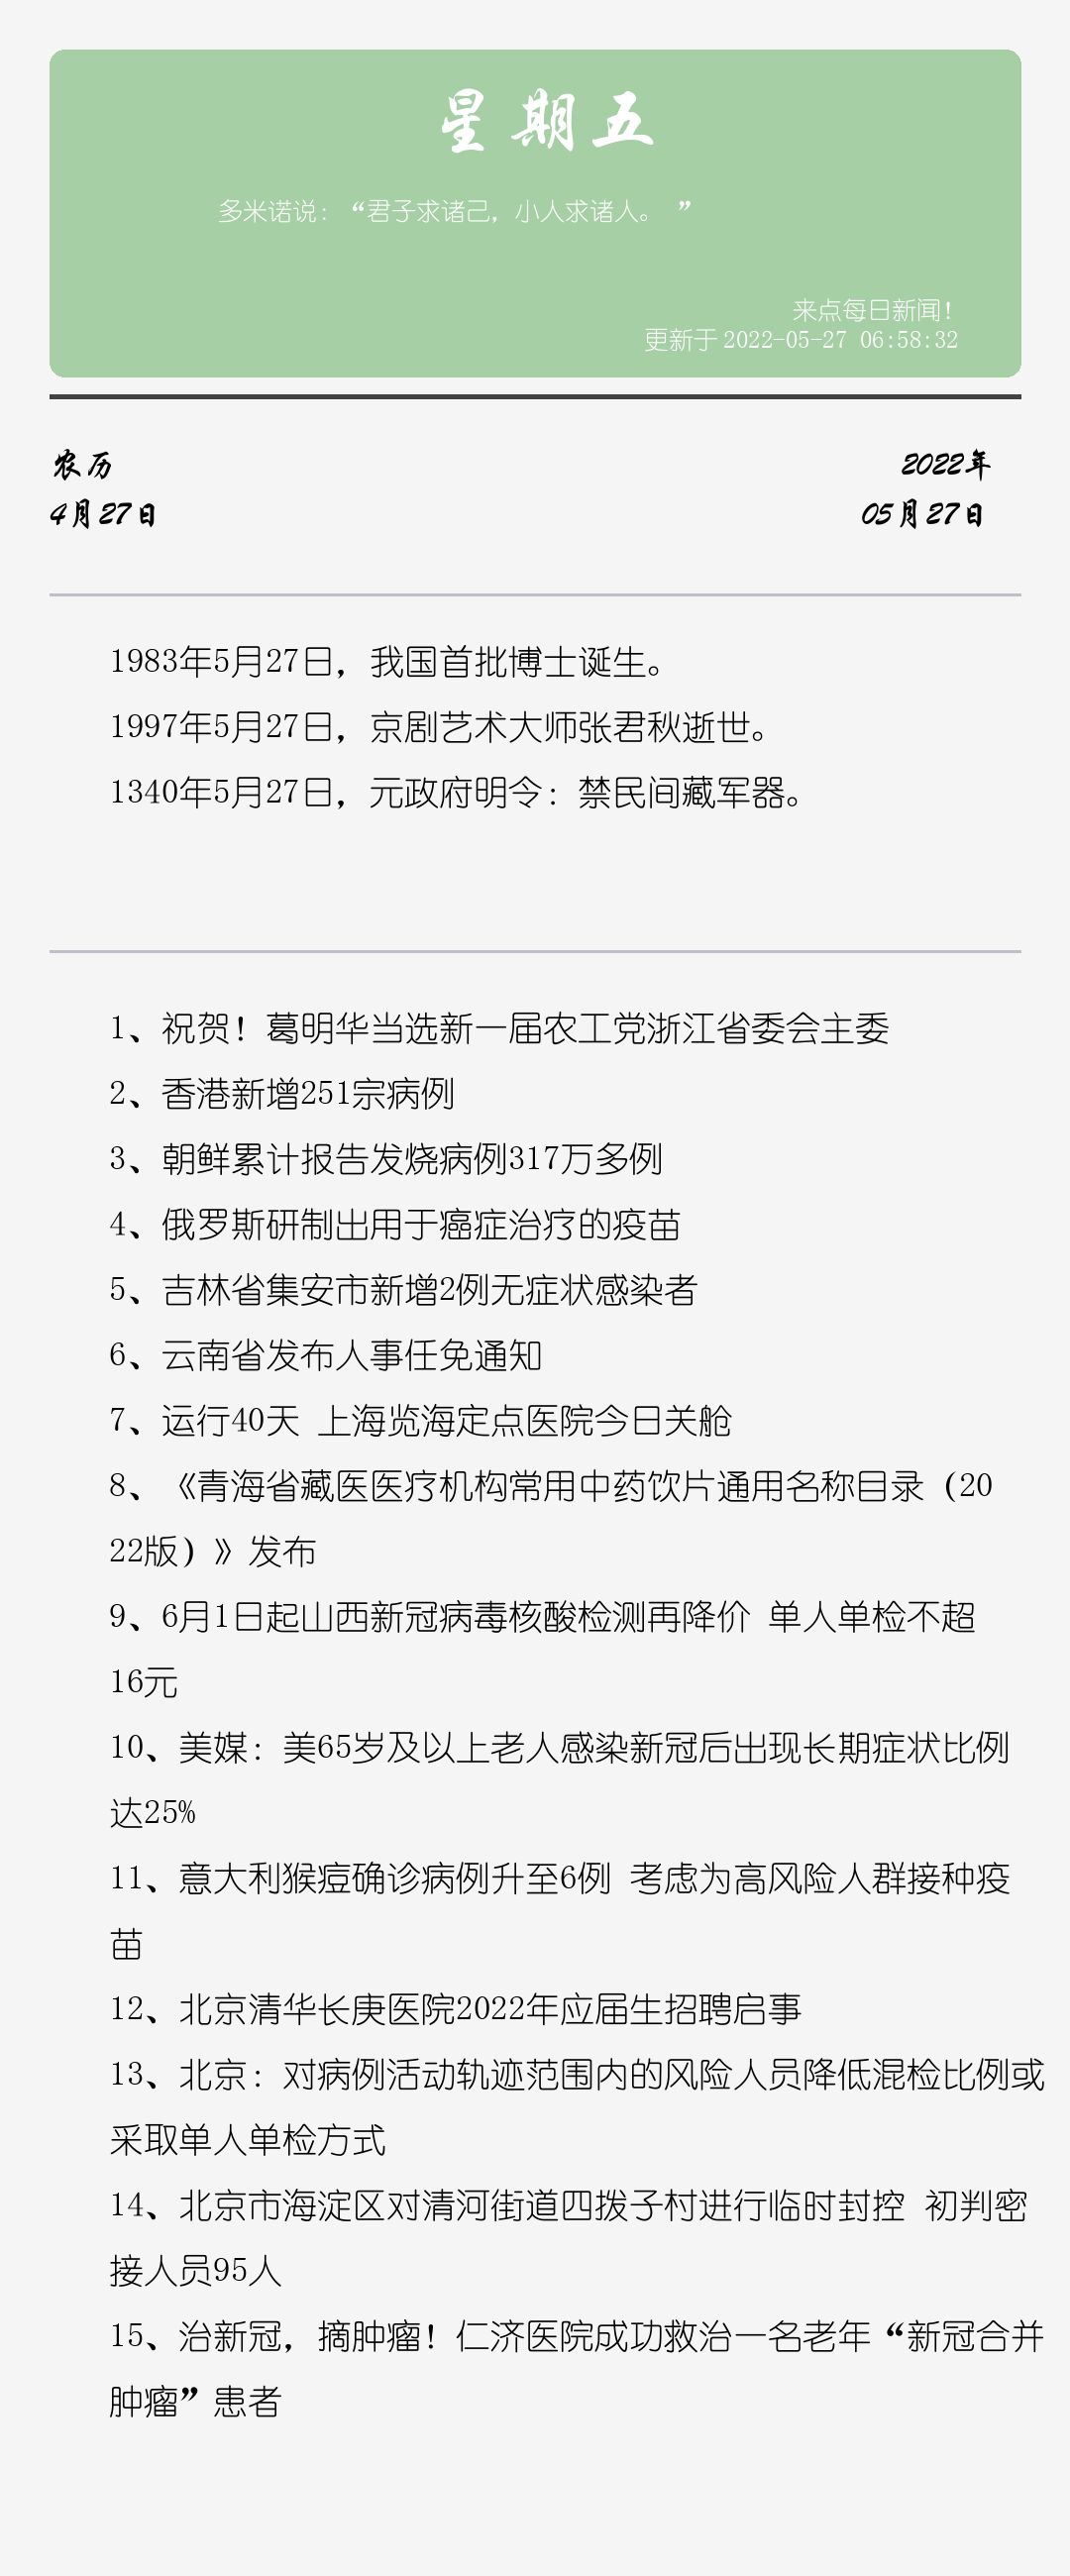 星期五
多米诺说：“君子求诸己，小人求诸人。 ”
来点每日新闻！
更新于 2022-05-27 06:58:32
农历
2022年
4月27日
05月27日
1983年5月27日，我国首批博士诞生。
1997年5月27日，京剧艺术大师张君秋逝世。
1340年5月27日，元政府明令：禁民间藏军器。
1、祝贺！葛明华当选新一届农工党浙江省委会主委
2、香港新增251宗病例
3、朝鲜累计报告发烧病例317万多例
4、俄罗斯研制出用于癌症治疗的疫苗
5、吉林省集安市新增2例无症状感染者
6、云南省发布人事任免通知
7、运行40天 上海览海定点医院今日关舱
8、《青海省藏医医疗机构常用中药饮片通用名称目录（20
22版）》发布
9、6月1日起山西新冠病毒核酸检测再降价 单人单检不超
16元
10、美媒：美65岁及以上老人感染新冠后出现长期症状比例
达25%
11、意大利猴痘确诊病例升至6例 考虑为高风险人群接种疫
苗
12、北京清华长庚医院2022年应届生招聘启事
13、北京：对病例活动轨迹范围内的风险人员降低混检比例或
采取单人单检方式
14、北京市海淀区对清河街道四拨子村进行临时封控 初判密
接人员95人
15、治新冠，摘肿瘤！仁济医院成功救治一名老年“新冠合并
肿瘤”患者